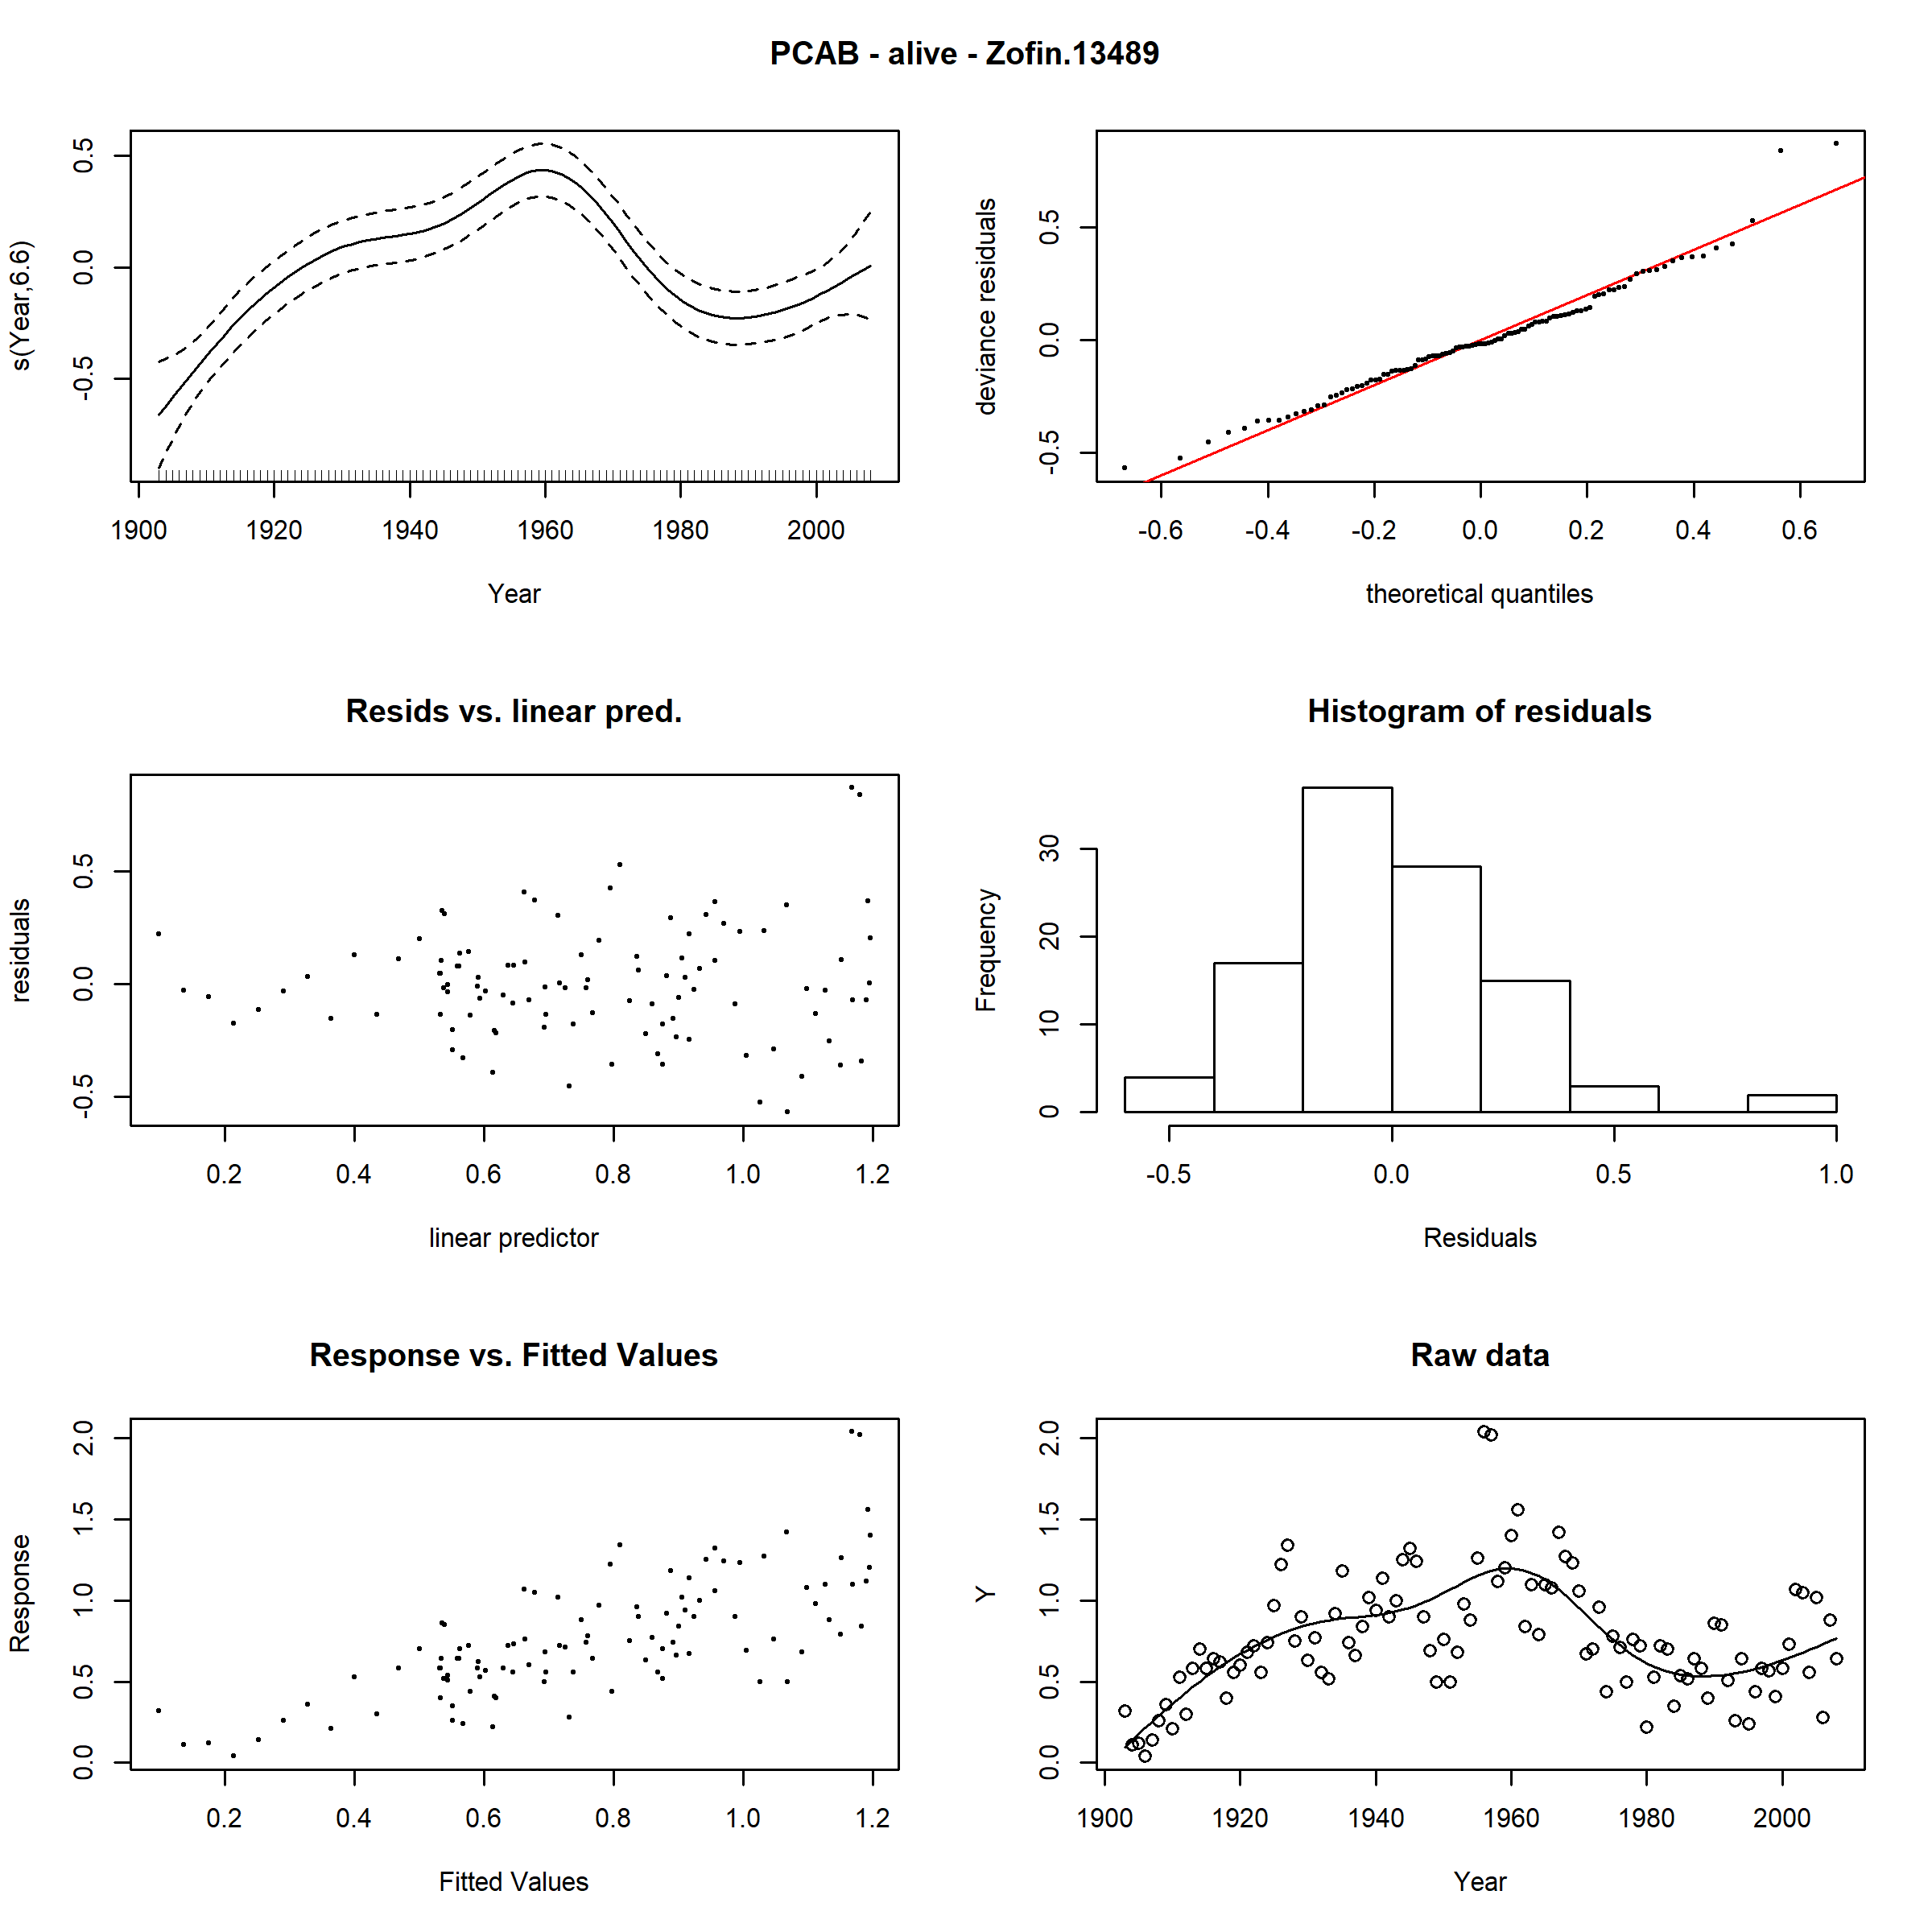 PCAB - alive - Zofin.13489
s(Year,6.6)
-0.5 0.0 0.5
1900 1920 1940 1960 1980 2000
Year
deviance residuals
-0.5 0.0 0.5
-0.6 -0.4 -0.2 0.0 0.2 0.4 0.6
theoretical quantiles
Resids vs. linear pred.
residuals
-0.5 0.0 0.5
0.2 0.4 0.6 0.8 1.0 1.2
linear predictor
Histogram of residuals
Frequency
0 10 20 30
-0.5 0.0 0.5 1.0
Residuals
Response vs. Fitted Values
Response
0.0 0.5 1.0 1.5 2.0
0.2 0.4 0.6 0.8 1.0 1.2
Fitted Values
Raw data
Y
0.0 0.5 1.0 1.5 2.0
1900 1920 1940 1960 1980 2000
Year